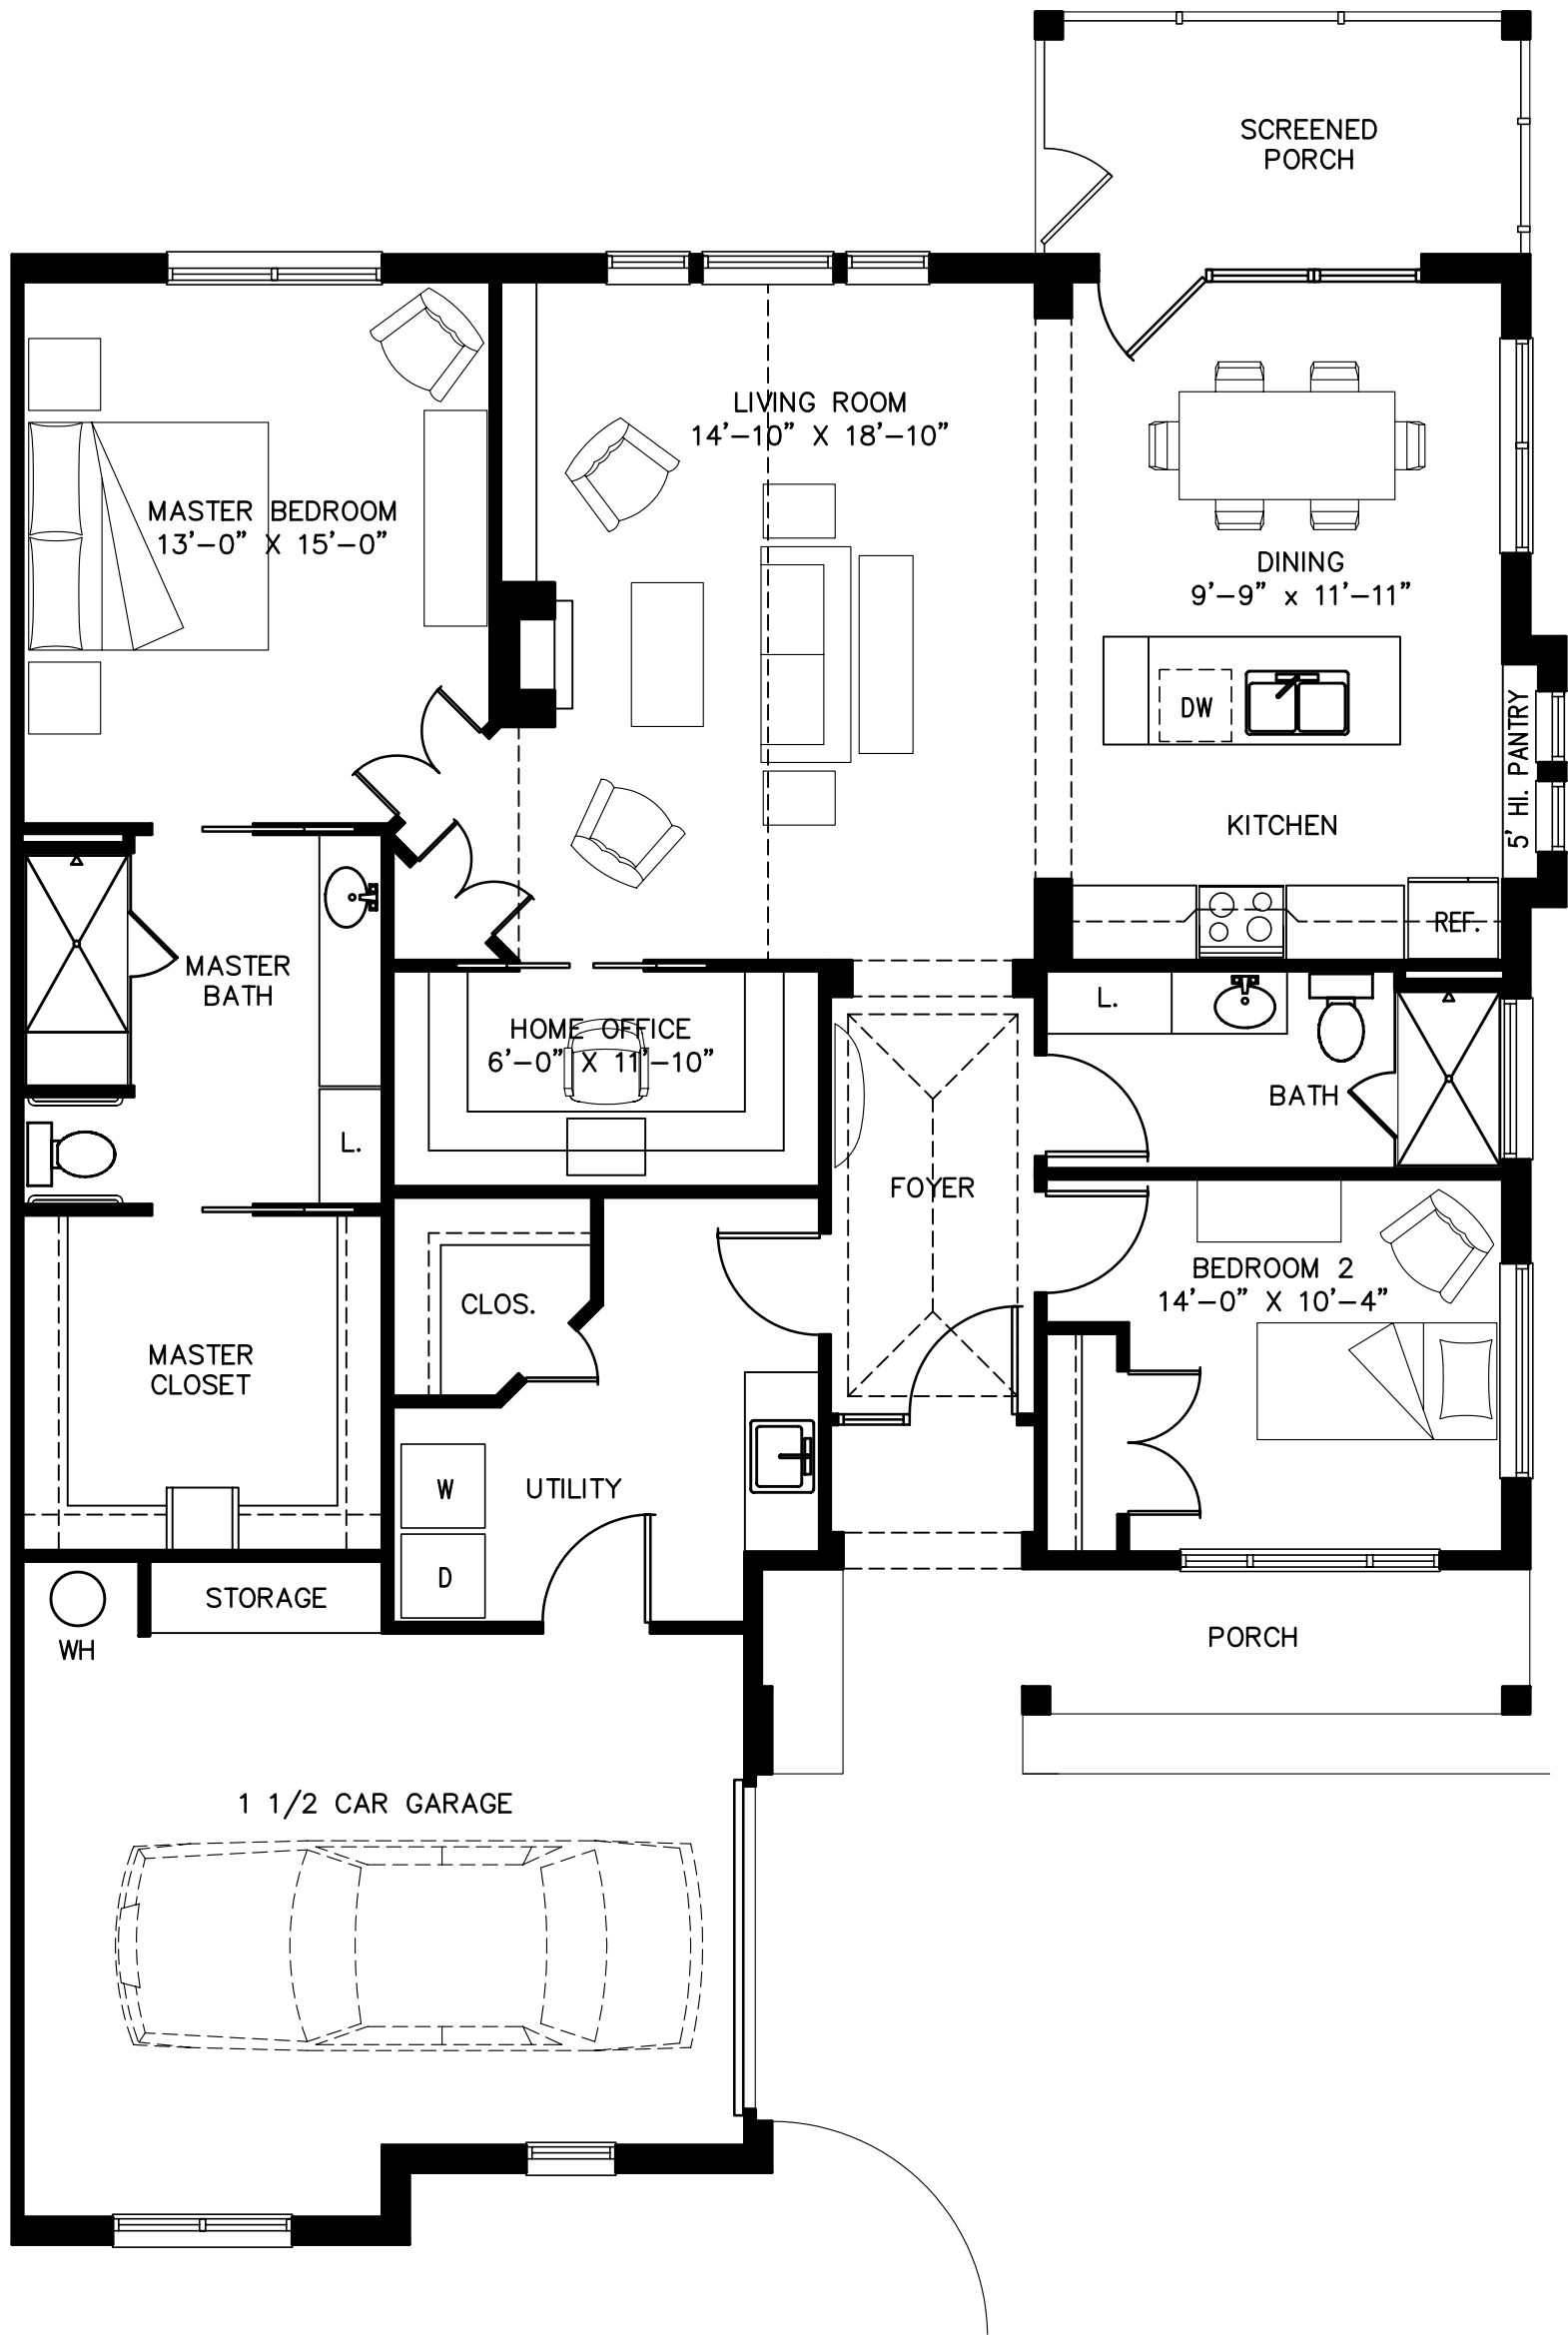 SCREENED
PORCH
LIVING ROOM
14'-10" X 18'-10"
MASTER BEDROOM
13'-0" X 15'-0"
DINING
9'-9" x 11'-11"
DW
5' HI. PANTRY
KITCHEN
REF.
MASTER
BATH
L.
HOME OFFICE
6'-0" X 11'-10"
BATH
L.
FOYER
BEDROOM 2
14'-0" X 10'-4"
CLOS.
MASTER
CLOSET
W
UTILITY
D
STORAGE
WH
PORCH
1 1/2 CAR GARAGE